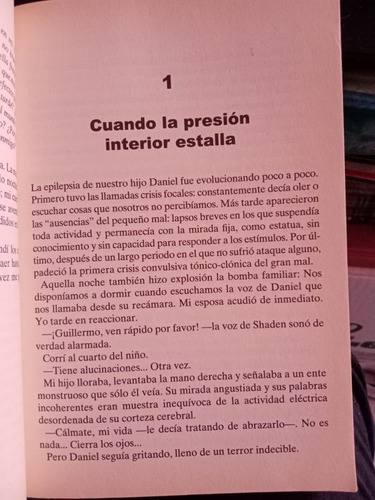 1
Cuando la presión
interior estalla
La epilepsia de nuestro hijo Daniel fue evolucionando poco a poco.
Primero tuvo las llamadas crisis focales: constantemente decía oler o
escuchar cosas que nosotros no percibíamos. Más tarde aparecieron
las “ausencias” del pequeño mal: lapsos breves en los que suspendía
toda actividad y permanecía con la mirada fija, como estatua, sin
conocimiento y sin capacidad para responder a los estímulos. Por úl-
timo, después de un largo periodo en el que no sufrió ataque alguno,
padeció la primera crisis convulsiva tónico-clónica del gran mal.
Aquella noche también hizo explosión la bomba familiar: Nos
disponíamos a dormir cuando escuchamos la voz de Daniel que
nos llamaba desde su recámara. Mi esposa acudió de inmediato.
Yo tarde en reaccionar.
—¡Guillermo, ven rápido por favor! —la voz de Shaden sonó de
verdad alarmada.
Corrí al cuarto del niño.
—Tiene alucinaciones... Otra vez.
Mi hijo lloraba, levantaba la mano derecha y señalaba a un ente
monstruoso que sólo él veía. Su mirada angustiada y sus palabras
incoherentes eran muestra inequívoca de la actividad eléctrica
desordenada de su corteza cerebral.
—Cálmate, mi vida —le decía tratando de abrazarlo—. No es
nada... Cierra los ojos...
Pero Daniel seguía gritando, lleno de un terror indecible.